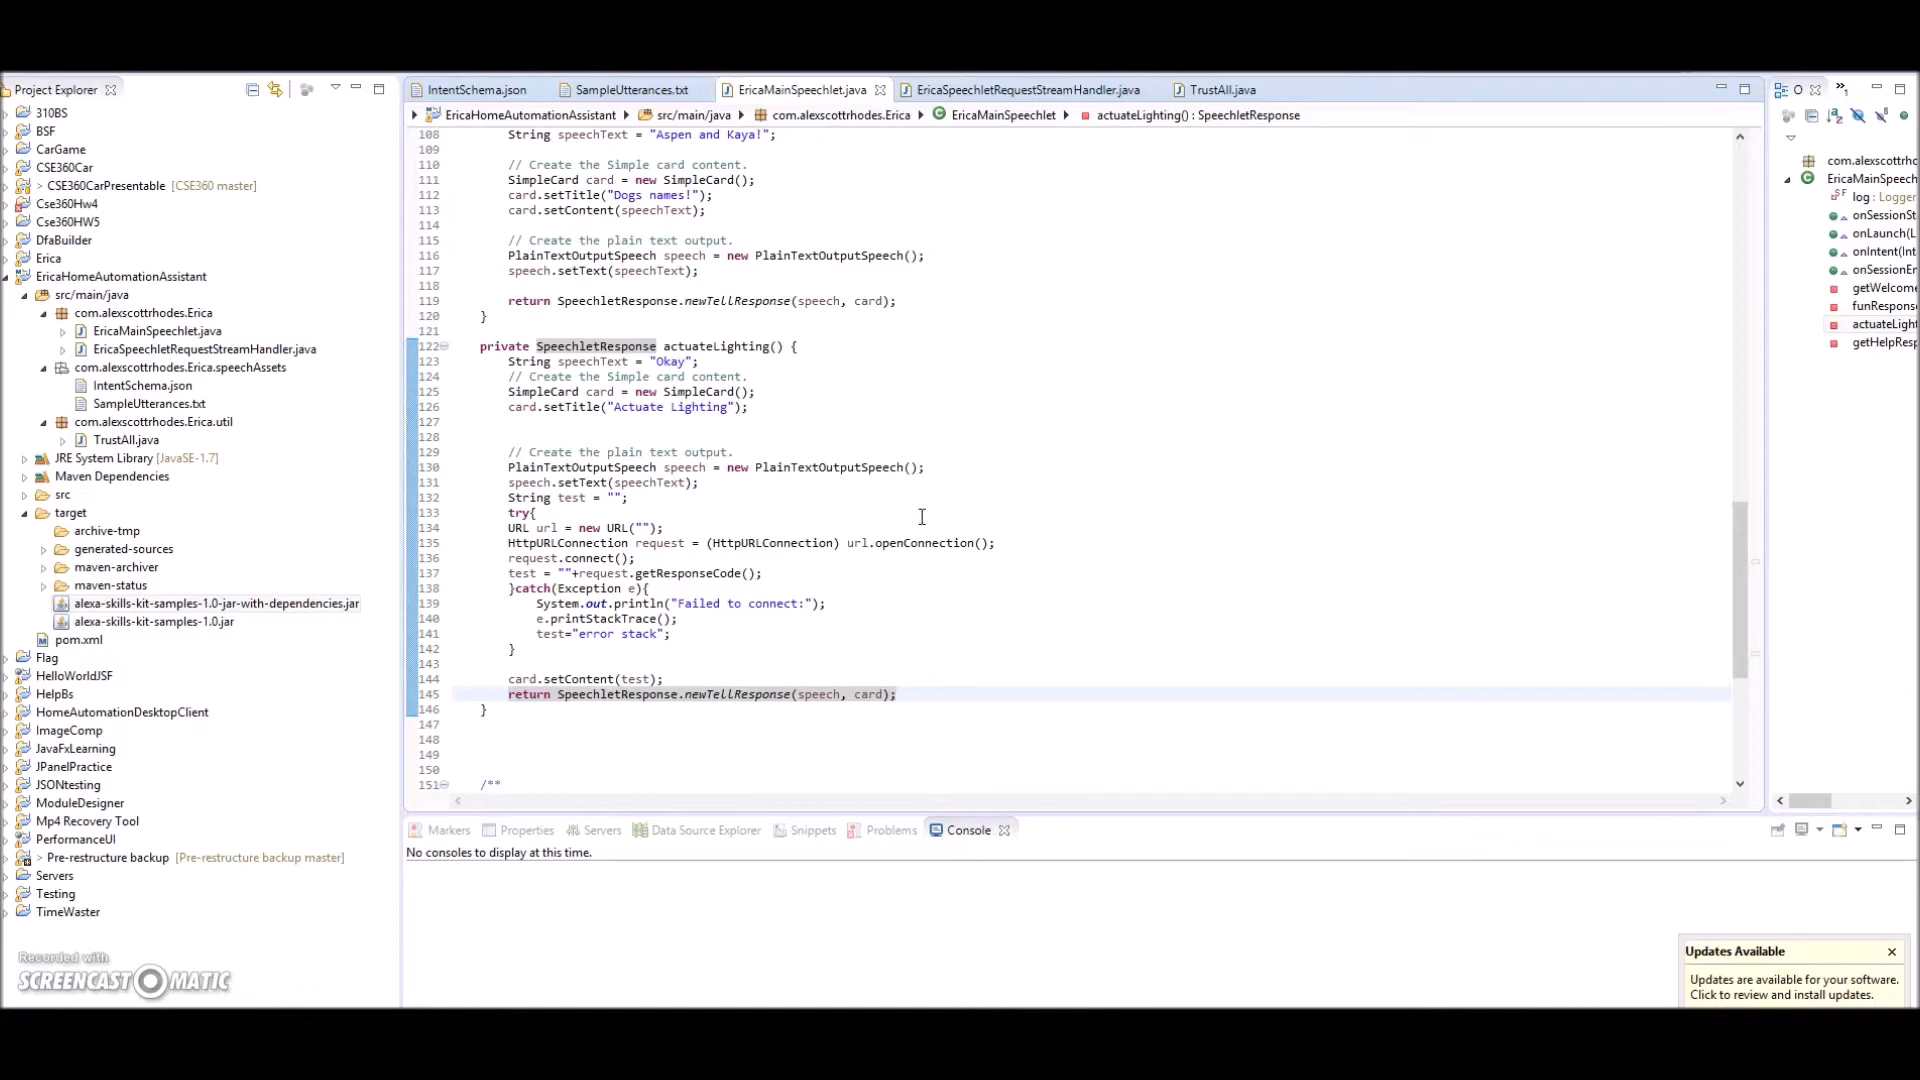 Project Explorer
310BS
BSF
CarGame
CSE360Car
> CSE360CarPresentable [CSE360 master]
Cse360Hw4
Cse360HW5
DfaBuilder
Erica
EricaHomeAutomationAssistant
src/main/java
com.alexscottrhodes.Erica
EricaMainSpeechlet.java
EricaSpeechletRequestStreamHandler.java
com.alexscottrhodes.Erica.speechAssets
IntentSchema.json
SampleUtterances.txt
com.alexscottrhodes.Erica.util
TrustAll.java
JRE System Library [JavaSE-1.7]
Maven Dependencies
src
target
archive-tmp
generated-sources
maven-archiver
maven-status
alexa-skills-kit-samples-1.0-jar-with-dependencies.jar
alexa-skills-kit-samples-1.0.jar
pom.xml
Flag
HelloWorldJSF
HelpBs
HomeAutomationDesktopClient
ImageComp
JavaFxLearning
JPanelPractice
JSONtesting
ModuleDesigner
Mp4 Recovery Tool
PerformanceUI
> Pre-restructure backup [Pre-restructure backup master]
Servers
Testing
TimeWaster
Recorded with
SCREENCAST MATIC
IntentSchema.json SampleUtterances.txt EricaMainSpeechlet.java EricaSpeechletRequestStreamHandler.java TrustAll.java
EricaHomeAutomationAssistant src/main/java com.alexscottrhodes.Erica EricaMainSpeechlet actuateLighting() : SpeechletResponse
108 String speechText = "Aspen and Kaya!";
109
110 // Create the Simple card content.
111 SimpleCard card = new SimpleCard();
112 card.setTitle("Dogs names!");
113 card.setContent(speechText);
114
115 // Create the plain text output.
116 PlainTextOutputSpeech speech = new PlainTextOutputSpeech();
117 speech.setText(speechText);
118
119 return SpeechletResponse.newTellResponse(speech, card);
120 }
121
122 private SpeechletResponse actuateLighting() {
123 String speechText = "Okay";
124 // Create the Simple card content.
125 SimpleCard card = new SimpleCard();
126 card.setTitle("Actuate Lighting");
127
128
129 // Create the plain text output.
130 PlainTextOutputSpeech speech = new PlainTextOutputSpeech();
131 speech.setText(speechText);
132 String test = "";
133 try{
134 URL url = new URL("");
135 HttpURLConnection request = (HttpURLConnection) url.openConnection();
136 request.connect();
137 test = ""+request.getResponseCode();
138 }catch(Exception e){
139 System.out.println("Failed to connect:");
140 e.printStackTrace();
141 test="error stack";
142 }
143
144 card.setContent(test);
145 return SpeechletResponse.newTellResponse(speech, card);
146 }
147
148
149
150
151 /**
Markers Properties Servers Data Source Explorer Snippets Problems Console
No consoles to display at this time.
O
com.alexscottrho
EricaMainSpeech
log : Logger
onSessionSt
onLaunch(L
onIntent(Int
onSessionEn
getWelcome
funRespons
actuateLight
getHelpResp
Updates Available
Updates are available for your software.
Click to review and install updates.